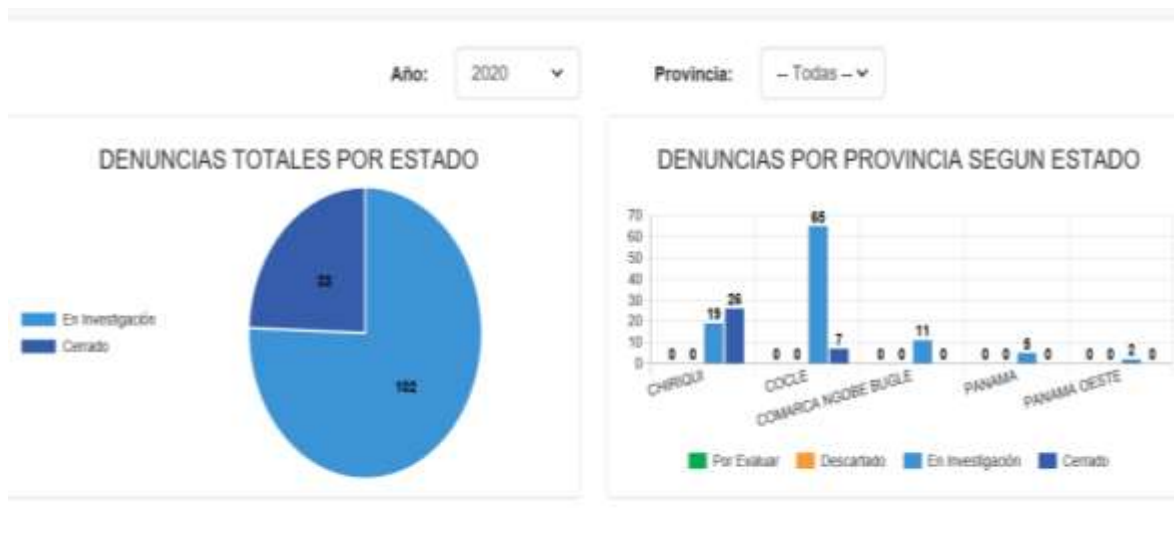 Año: 2020 Provincia: -- Todas --
DENUNCIAS TOTALES POR ESTADO
33
102
En Investigación
Cerrado
DENUNCIAS POR PROVINCIA SEGUN ESTADO
70
60
50
40
30
20
10
0
0 0 19 26
0 0 65 7
0 0 11 0
0 0 5 0
0 0 2 0
CHIRIQUI
COCLE
COMARCA NGOBE BUGLE
PANAMA
PANAMA OESTE
Por Evaluar Descartado En Investigación Cerrado